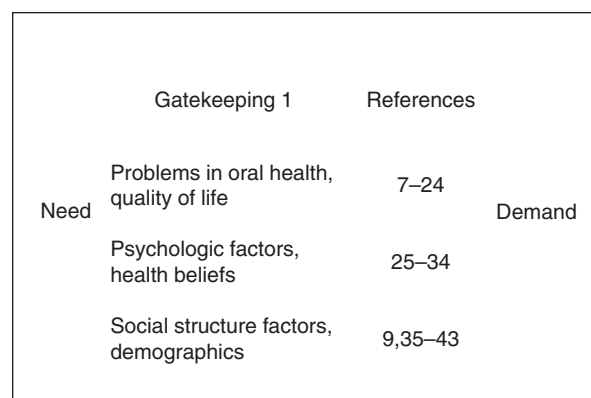 Gatekeeping 1 References
Problems in oral health,
quality of life
7–24
Need
Demand
Psychologic factors,
health beliefs
25–34
Social structure factors,
demographics
9,35–43